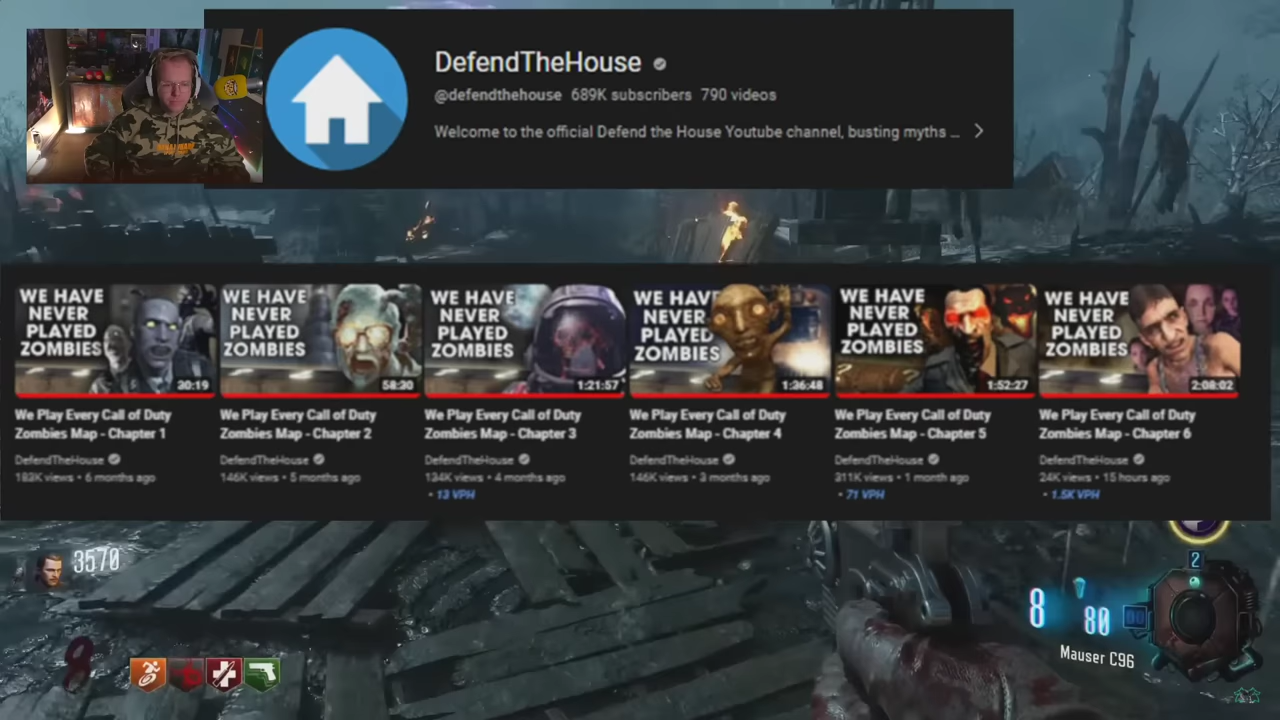 DefendTheHouse
@defendthehouse 689K subscribers 790 videos
Welcome to the official Defend the House Youtube channel, busting myths ...
WE HAVE
NEVER
PLAYED
ZOMBIES
30:19
We Play Every Call of Duty
Zombies Map - Chapter 1
DefendTheHouse
183K views • 6 months ago
WE HAVE
NEVER
PLAYED
ZOMBIES
58:20
We Play Every Call of Duty
Zombies Map - Chapter 2
DefendTheHouse
146K views • 5 months ago
WE HAVE
NEVER
PLAYED
ZOMBIES
1:21:57
We Play Every Call of Duty
Zombies Map - Chapter 3
DefendTheHouse
134K views • 4 months ago
• 13 VPH
WE HAVE
NEVER
PLAYED
ZOMBIES
1:36:48
We Play Every Call of Duty
Zombies Map - Chapter 4
DefendTheHouse
146K views • 3 months ago
WE HAVE
NEVER
PLAYED
ZOMBIES
1:52:27
We Play Every Call of Duty
Zombies Map - Chapter 5
DefendTheHouse
311K views • 1 month ago
• 71 VPH
WE HAVE
NEVER
PLAYED
ZOMBIES
2:08:02
We Play Every Call of Duty
Zombies Map - Chapter 6
DefendTheHouse
24K views • 15 hours ago
• 1.5K VPH
3570
8
2
8
80
Mauser C96